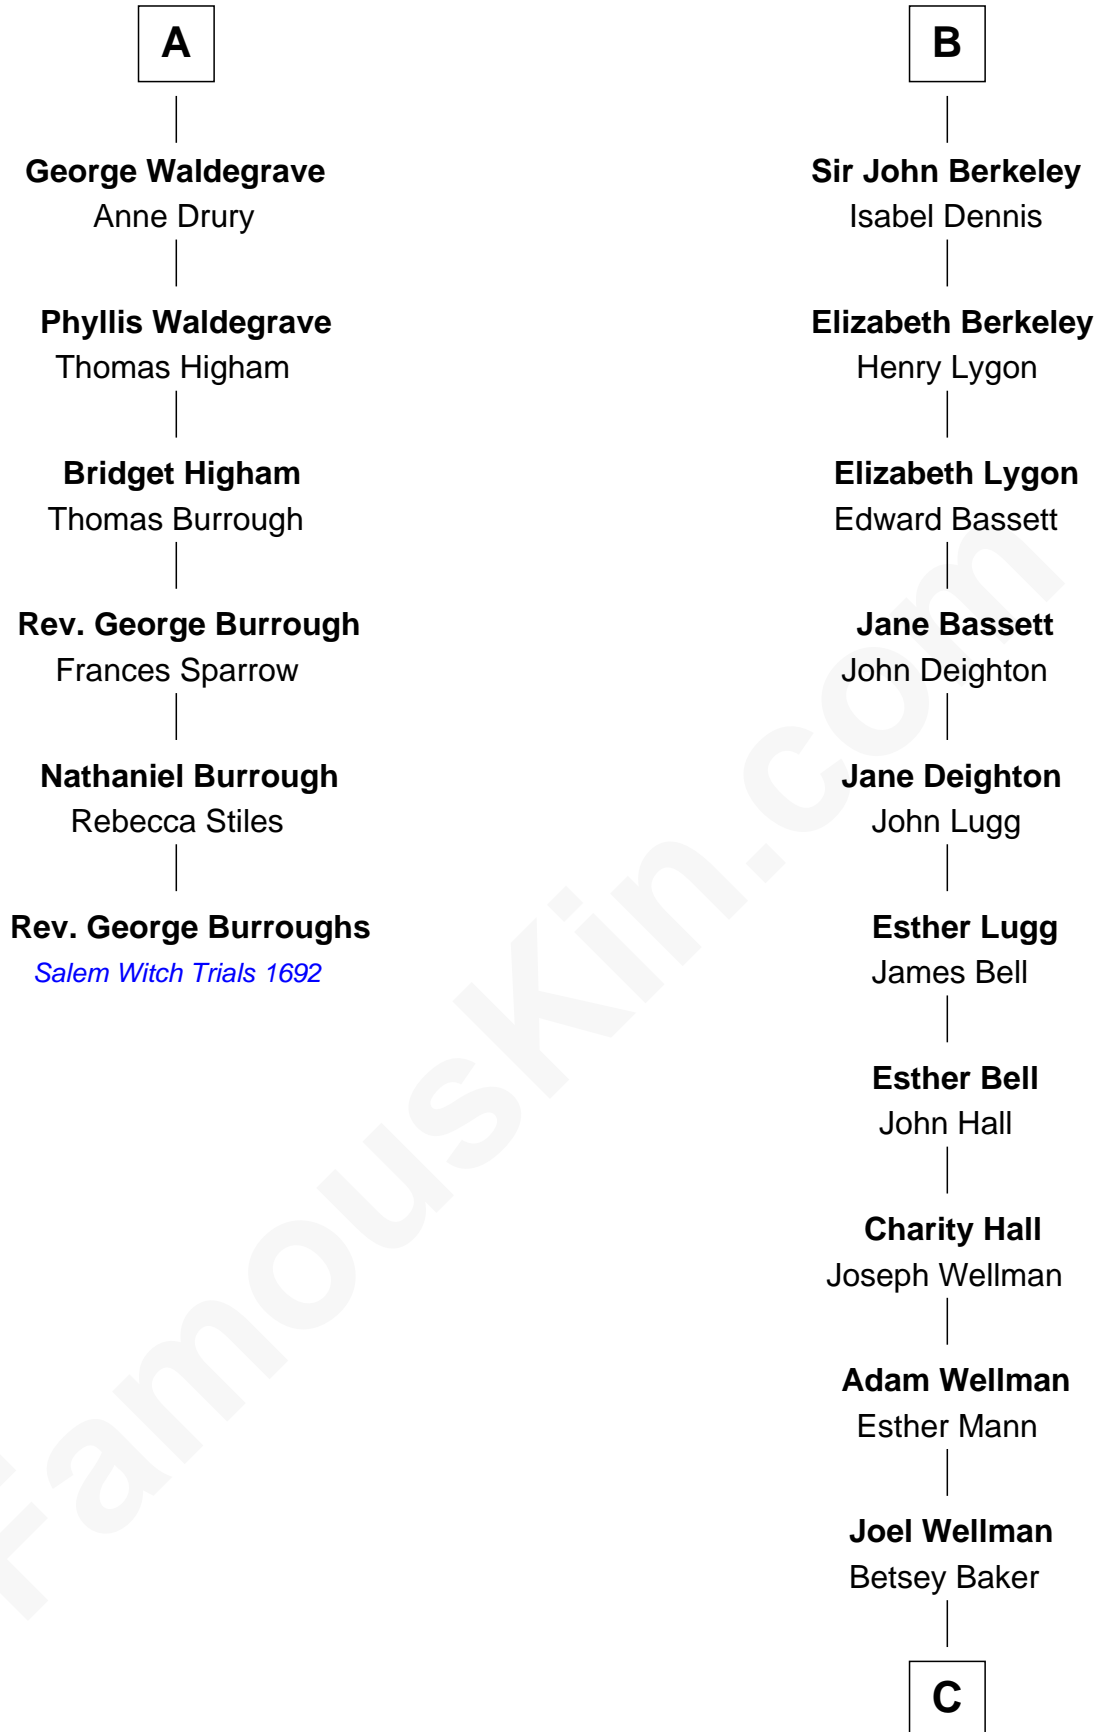 A
George Waldegrave
Anne Drury
Phyllis Waldegrave
Thomas Higham
Bridget Higham
Thomas Burrough
Rev. George Burrough
Frances Sparrow
Nathaniel Burrough
Rebecca Stiles
Rev. George Burroughs
Salem Witch Trials 1692
B
Sir John Berkeley
Isabel Dennis
Elizabeth Berkeley
Henry Lygon
Elizabeth Lygon
Edward Bassett
Jane Bassett
John Deighton
Jane Deighton
John Lugg
Esther Lugg
James Bell
Esther Bell
John Hall
Charity Hall
Joseph Wellman
Adam Wellman
Esther Mann
Joel Wellman
Betsey Baker
C
FamousKin.com